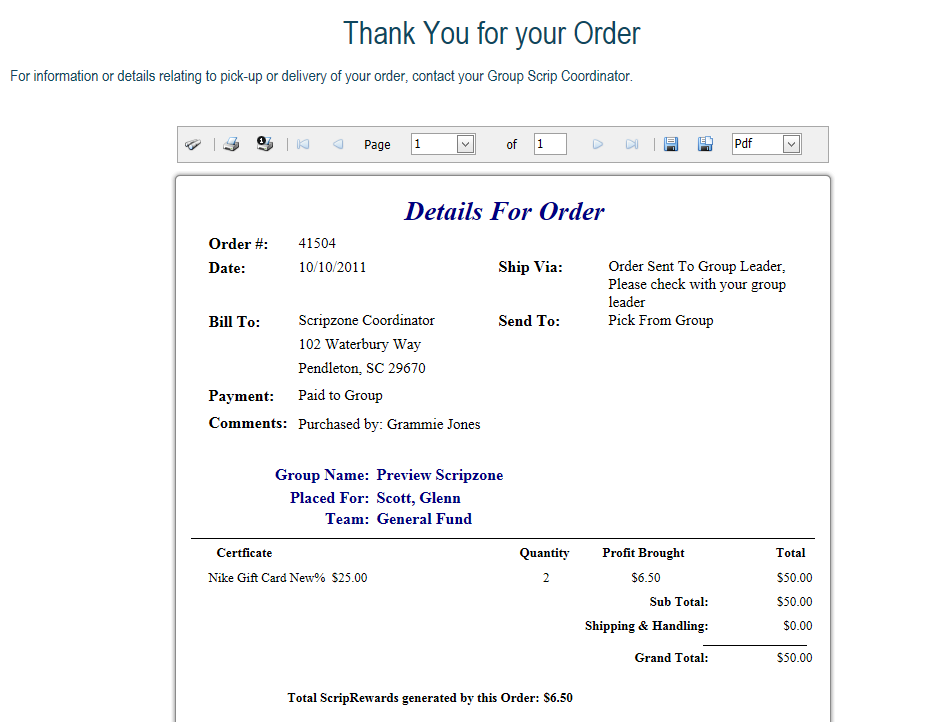 Thank You for your Order
For information or details relating to pick-up or delivery of your order, contact your Group Scrip Coordinator.
1 Page 1 of 1 Pdf
Details For Order
Order #: 41504
Date: 10/10/2011 Ship Via: Order Sent To Group Leader,
Please check with your group
leader
Bill To: Scripzone Coordinator Send To: Pick From Group
102 Waterbury Way
Pendleton, SC 29670
Payment: Paid to Group
Comments: Purchased by: Grammie Jones
Group Name: Preview Scripzone
Placed For: Scott, Glenn
Team: General Fund
Certficate Quantity Profit Brought Total
Nike Gift Card New% $25.00 2 $6.50 $50.00
Sub Total: $50.00
Shipping & Handling: $0.00
Grand Total: $50.00
Total ScripRewards generated by this Order: $6.50